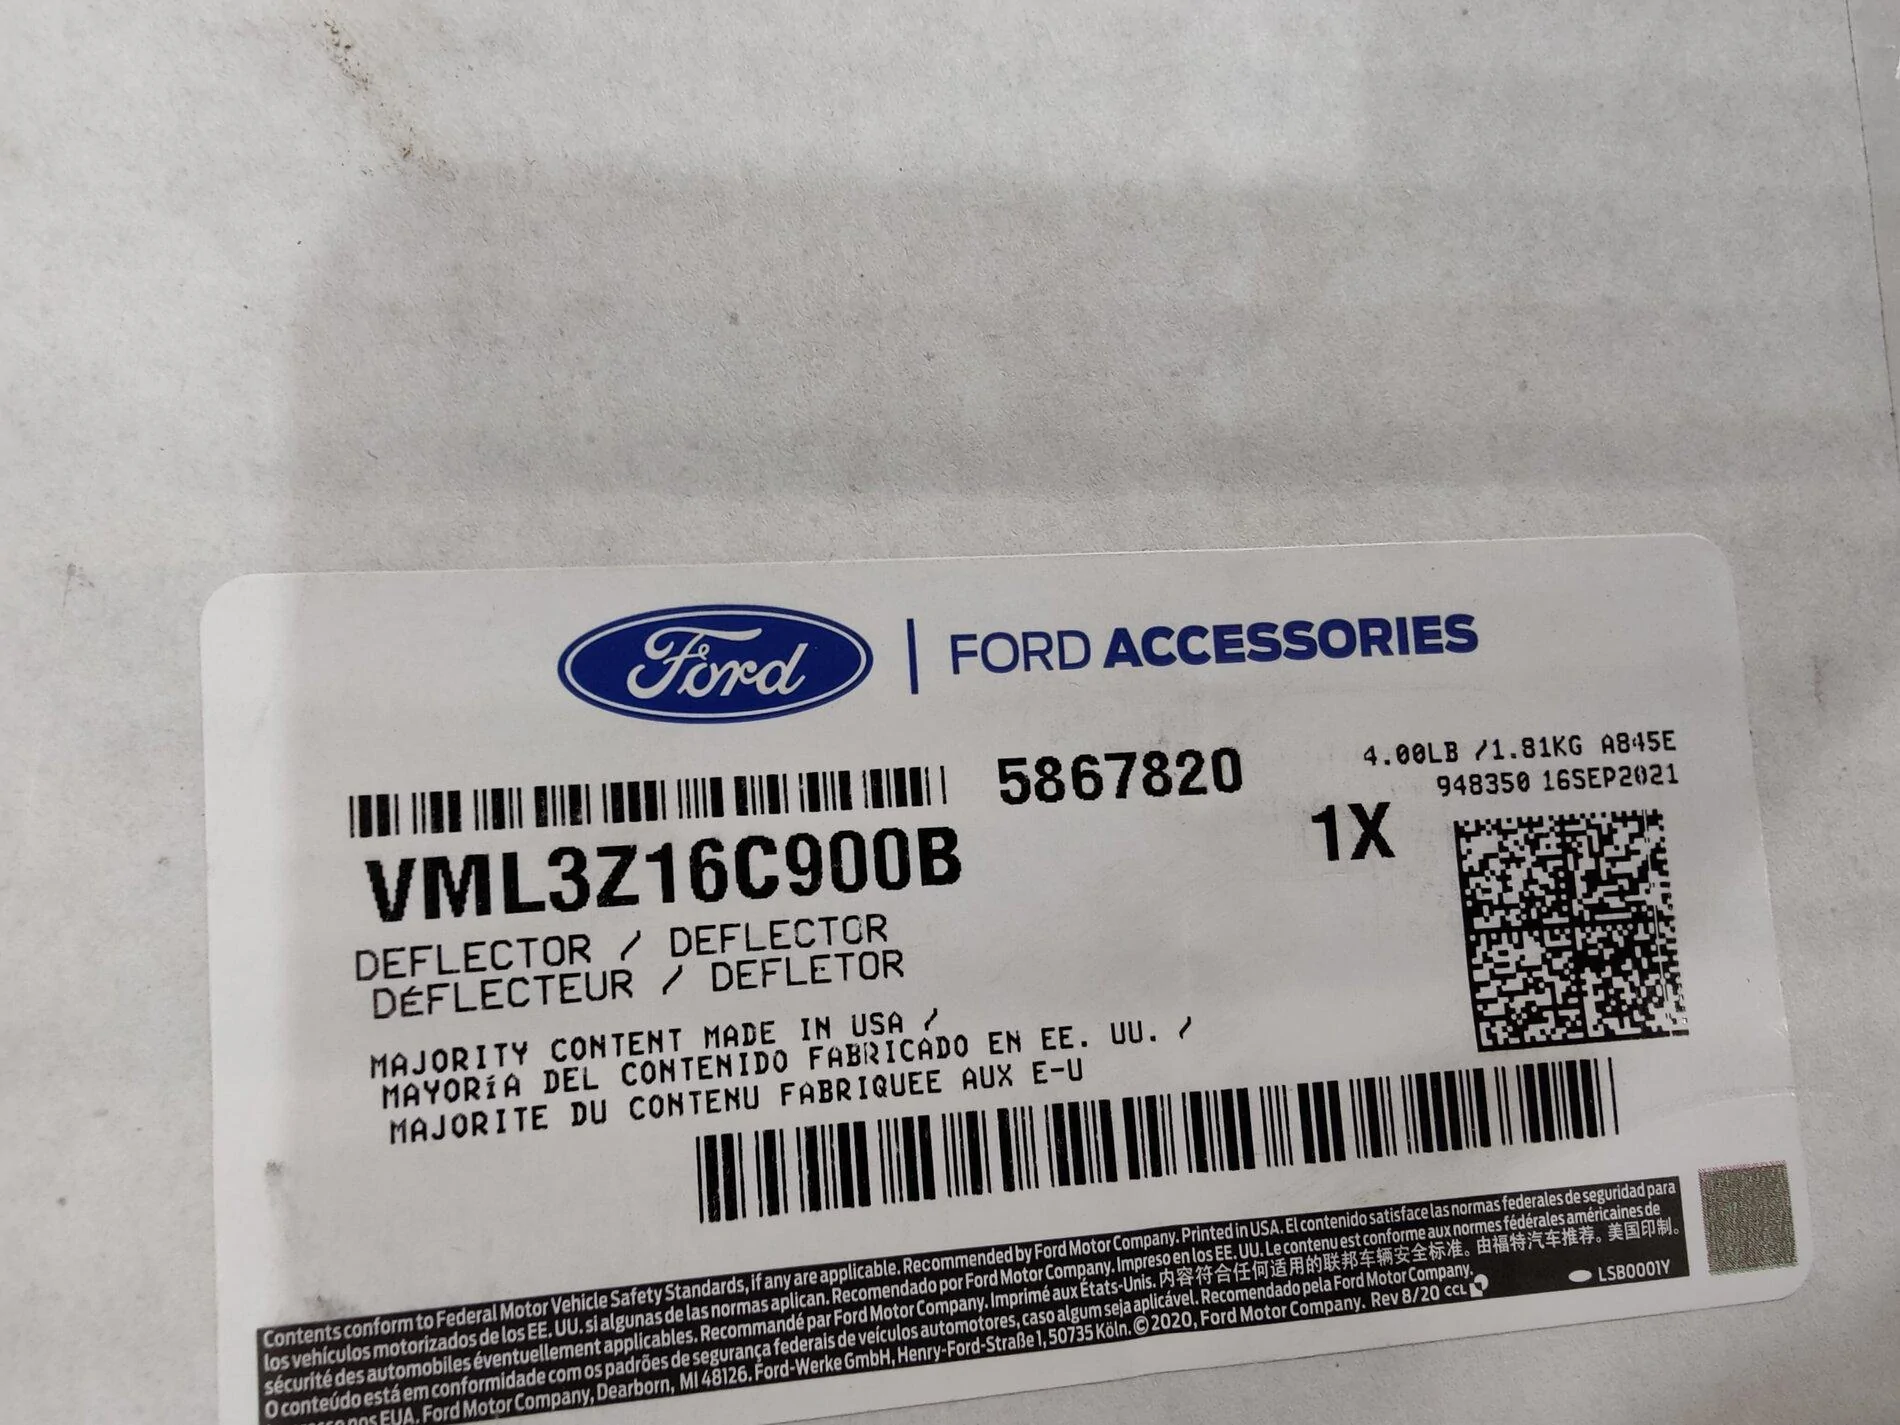 Ford | FORD ACCESSORIES
5867820
4.00LB /1.81KG A845E
948350 16SEP2021
1X
VML3Z16C900B
DEFLECTOR / DEFLECTOR
DÉFLECTEUR / DEFLETOR
MAJORITY CONTENT MADE IN USA /
MAYORíA DEL CONTENIDO FABRICADO EN EE. UU. /
MAJORITE DU CONTENU FABRIQUEE AUX E-U
Contents conform to Federal Motor Vehicle Safety Standards, if any are applicable. Recommended by Ford Motor Company. Printed in USA. El contenido satisface las normas federales de seguridad para
los vehículos motorizados de los EE. UU. si algunas de las normas aplican. Recomendado por Ford Motor Company. Impreso en los EE. UU. Le contenu est conforme aux normes fédérales américaines de
sécurité des automobiles éventuellement applicables. Recommandé par Ford Motor Company. Imprimé aux États-Unis. 内容符合任何适用的联邦车辆安全标准。由福特汽车推荐。美国印制。
O conteúdo está em conformidade com os padrões de segurança federais de veículos automotores, caso algum seja aplicável. Recomendado pela Ford Motor Company.
nos EUA. Ford Motor Company, Dearborn, MI 48126. Ford-Werke GmbH, Henry-Ford-Straße 1, 50735 Köln. © 2020, Ford Motor Company. Rev 8/20 CCL
LSB0001Y